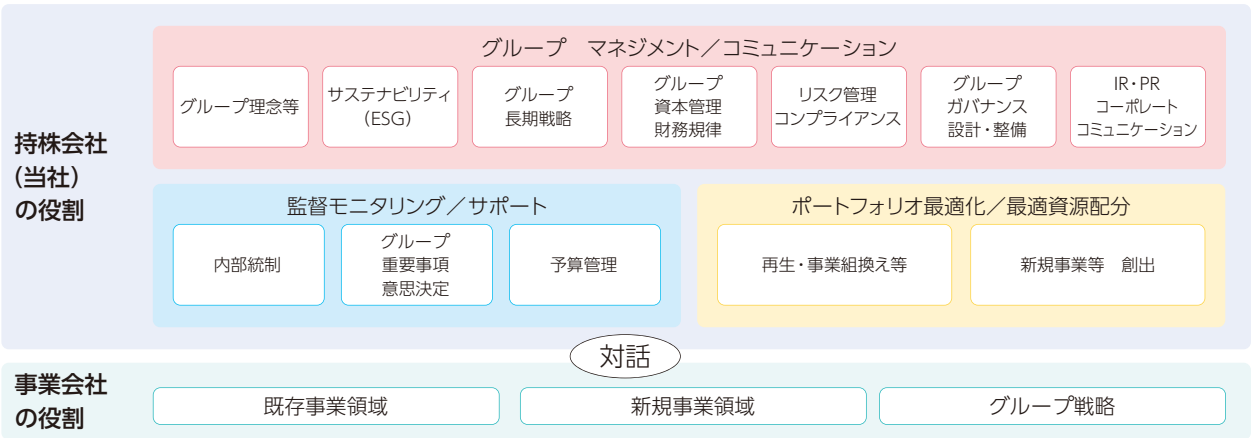 持株会社
(当社)
の役割
グループ　マネジメント／コミュニケーション
グループ理念等
サステナビリティ
(ESG)
グループ
長期戦略
グループ
資本管理
財務規律
リスク管理
コンプライアンス
グループ
ガバナンス
設計・整備
IR・PR
コーポレート
コミュニケーション
監督モニタリング／サポート
内部統制
グループ
重要事項
意思決定
予算管理
ポートフォリオ最適化／最適資源配分
再生・事業組換え等
新規事業等　創出
対話
事業会社
の役割
既存事業領域
新規事業領域
グループ戦略